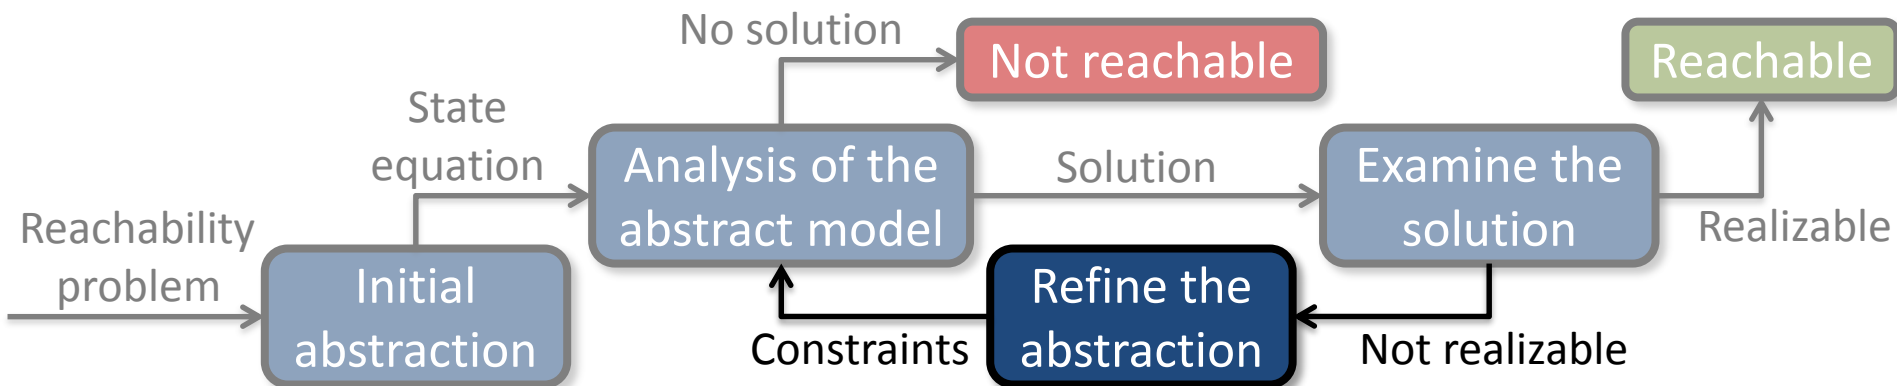 No solution
Not reachable
Reachable
State
equation
Analysis of the
abstract model
Solution
Examine the
solution
Realizable
Reachability
problem
Initial
abstraction
Constraints
Refine the
abstraction
Not realizable